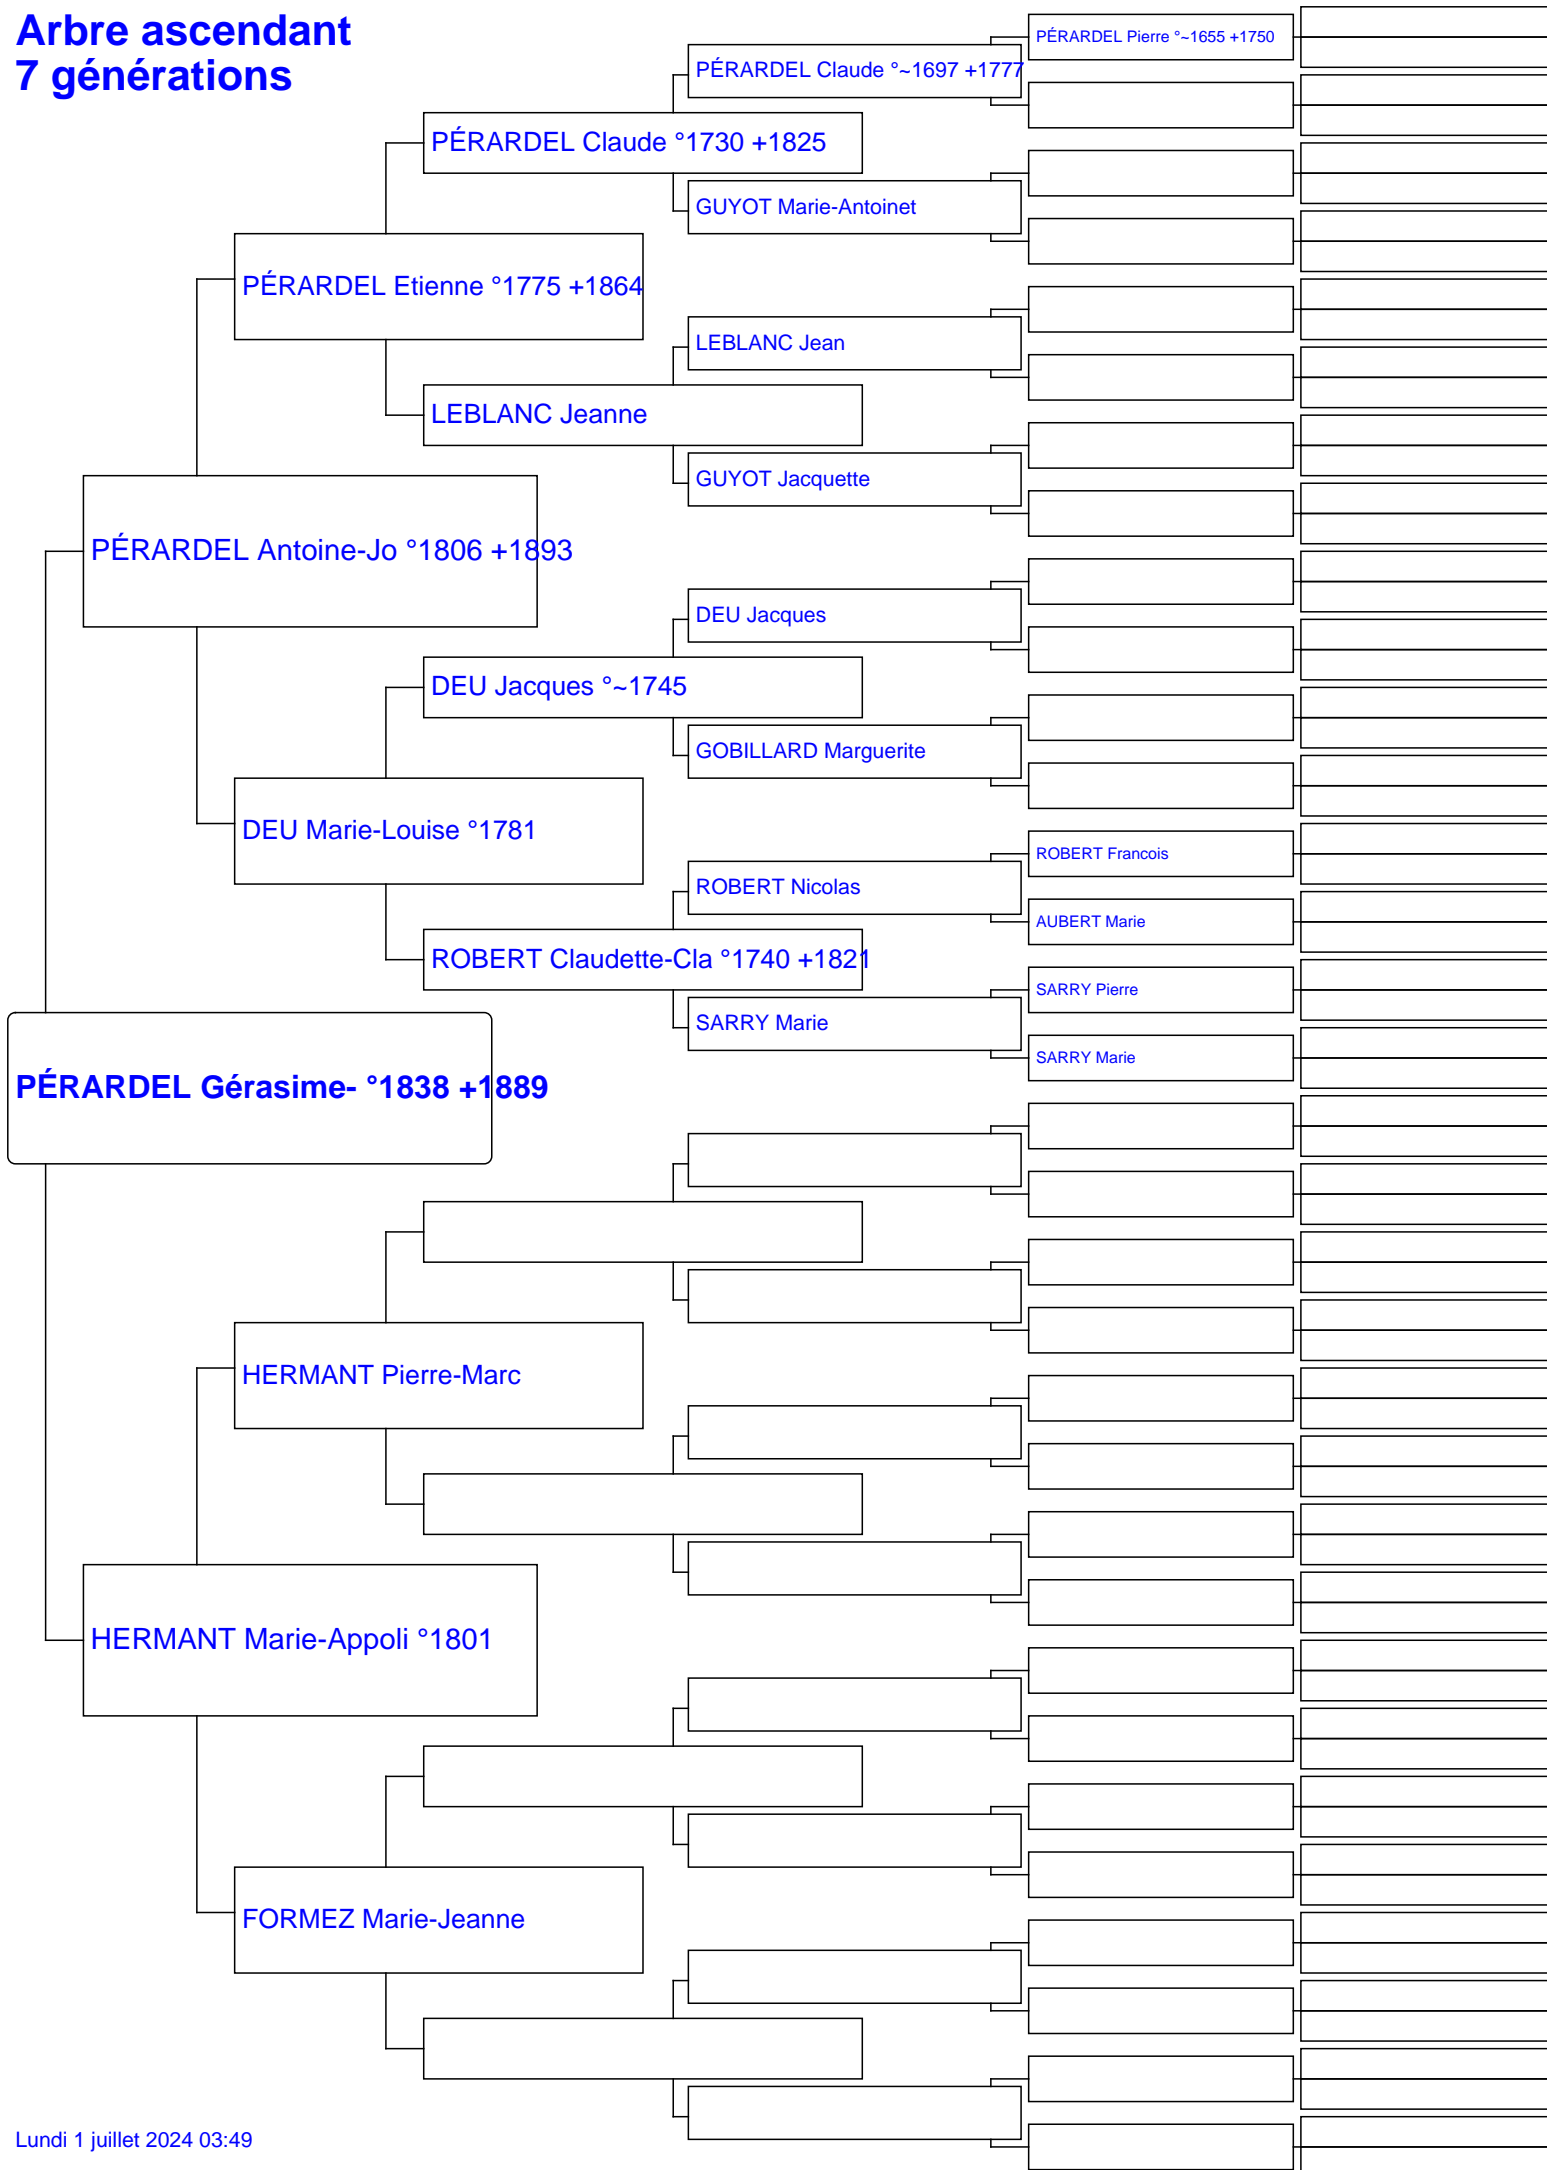 Arbre ascendant
7 générations
PÉRARDEL Pierre °~1655 +1750
PÉRARDEL Claude °~1697 +1777
PÉRARDEL Claude °1730 +1825
GUYOT Marie-Antoinet
PÉRARDEL Etienne °1775 +1864
LEBLANC Jean
LEBLANC Jeanne
GUYOT Jacquette
PÉRARDEL Antoine-Jo °1806 +1893
DEU Jacques
DEU Jacques °~1745
GOBILLARD Marguerite
DEU Marie-Louise °1781
ROBERT Francois
ROBERT Nicolas
AUBERT Marie
ROBERT Claudette-Cla °1740 +1821
SARRY Pierre
SARRY Marie
SARRY Marie
PÉRARDEL Gérasime- °1838 +1889
HERMANT Pierre-Marc
HERMANT Marie-Appoli °1801
FORMEZ Marie-Jeanne
Lundi 1 juillet 2024 03:49